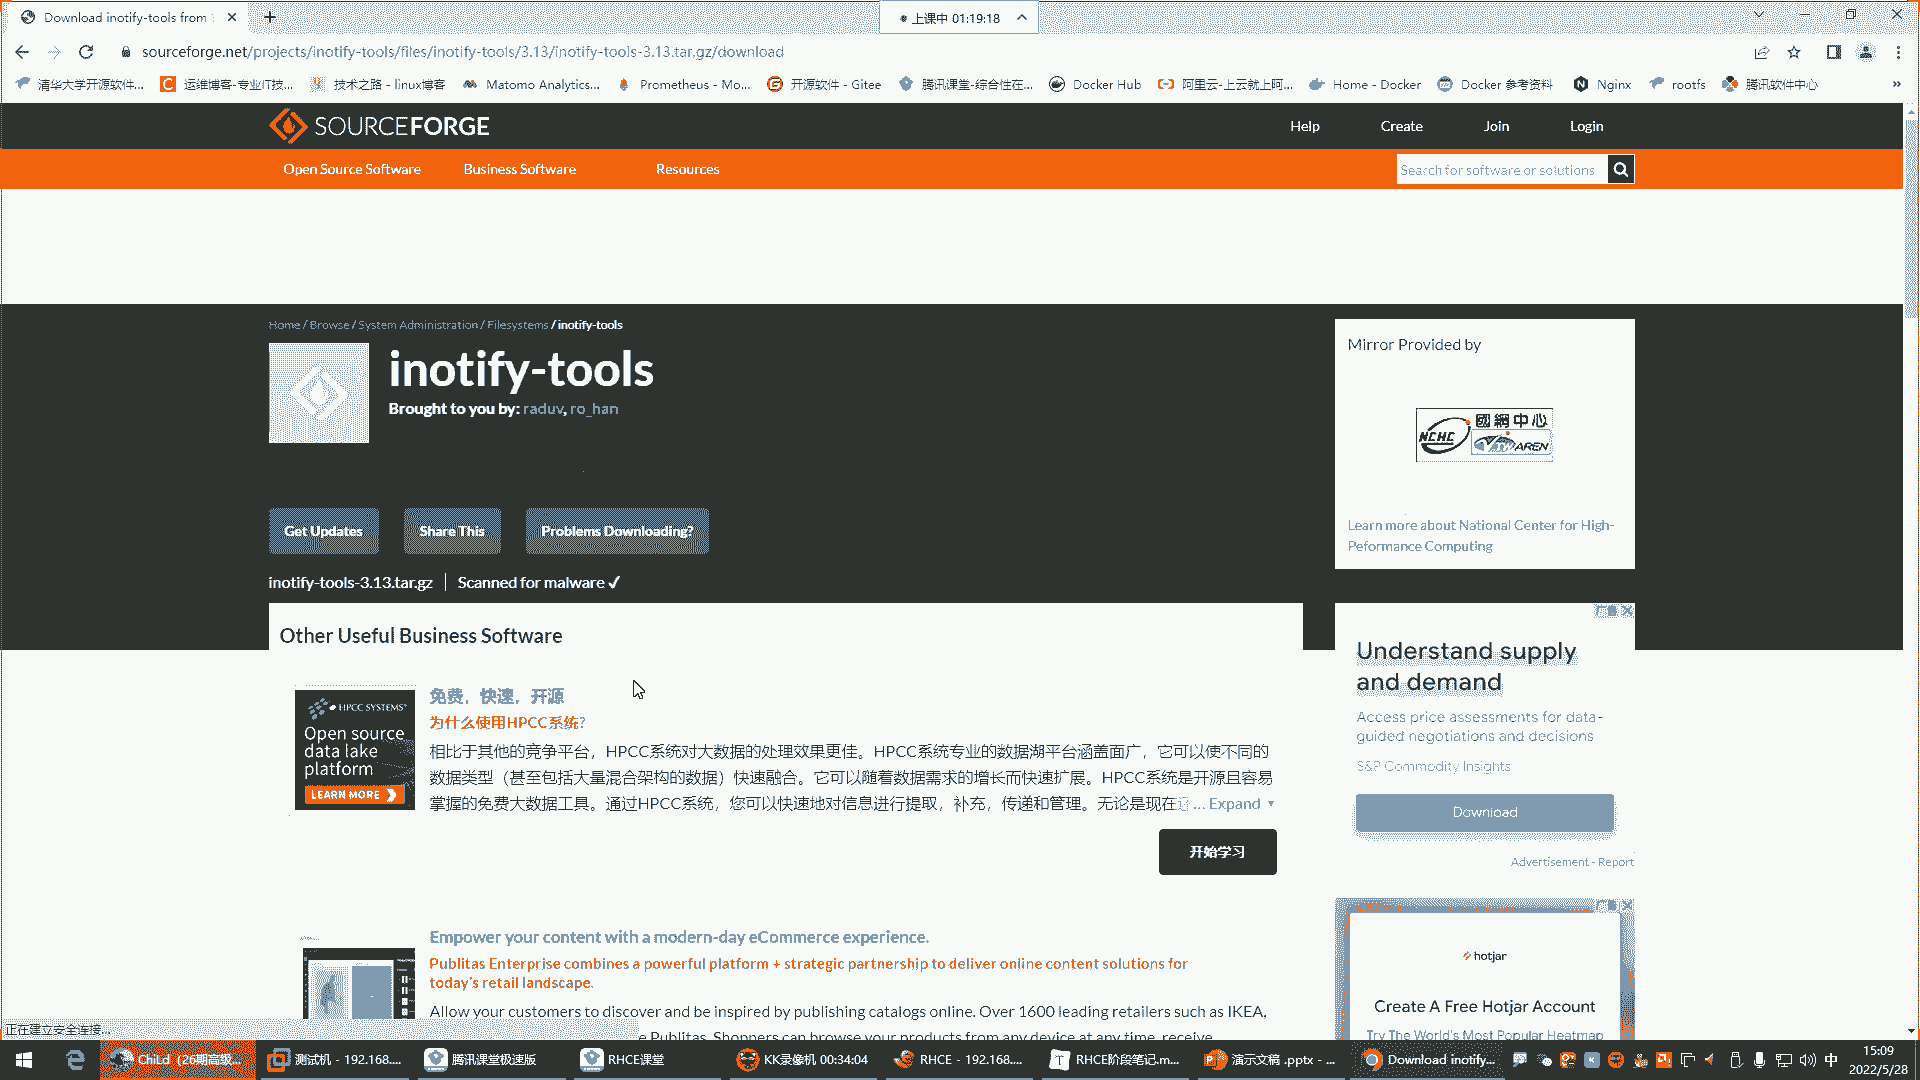 Download inotify-tools from
上课中 01:19:18
sourceforge.net/projects/inotify-tools/files/inotify-tools/3.13/inotify-tools-3.13.tar.gz/download
清华大学开源软件... 运维博客-专业IT技... 技术之路 - linux博客 Matomo Analytics... Prometheus - Mo... 开源软件 - Gitee 腾讯课堂-综合性在... Docker Hub 阿里云-上云就上阿... Home - Docker Docker 参考资料 Nginx rootfs 腾讯软件中心 »
SOURCEFORGE
Help Create Join Login
Open Source Software Business Software Resources
Search for software or solutions
Home / Browse / System Administration / Filesystems / inotify-tools
inotify-tools
Brought to you by: raduv, ro_han
Get Updates Share This Problems Downloading?
inotify-tools-3.13.tar.gz Scanned for malware ✓
Mirror Provided by
NCHC 國網中心
TWAREN
Learn more about National Center for High-
Peformance Computing
Other Useful Business Software
HPCC SYSTEMS
Open source
data lake
platform
LEARN MORE
免费，快速，开源
为什么使用HPCC系统?
相比于其他的竞争平台，HPCC系统对大数据的处理效果更佳。HPCC系统专业的数据湖平台涵盖面广，它可以使不同的
数据类型（甚至包括大量混合架构的数据）快速融合。它可以随着数据需求的增长而快速扩展。HPCC系统是开源且容易
掌握的免费大数据工具。通过HPCC系统，您可以快速地对信息进行提取，补充，传递和管理。无论是现在 ... Expand
开始学习
Empower your content with a modern-day eCommerce experience.
Publitas Enterprise combines a powerful platform + strategic partnership to deliver online content solutions for
today's retail landscape.
Allow your customers to discover and be inspired by publishing catalogs online. Over 1600 leading retailers such as IKEA,
e Publitas. Shoppers can browse your products from any device at any time, receive
Understand supply
and demand
Access price assessments for data-
guided negotiations and decisions
S&P Commodity Insights
Download
Advertisement - Report
hotjar
Create A Free Hotjar Account
Try The World's Most Popular Heatmap
正在建立安全连接...
Child（26期高级... 测试机 - 192.168.... 腾讯课堂极速版 RHCE课堂 KK录像机 00:34:04 RHCE - 192.168.... RHCE阶段笔记.m... 演示文稿 .pptx - ... Download inotify... 中
15:09
2022/5/28